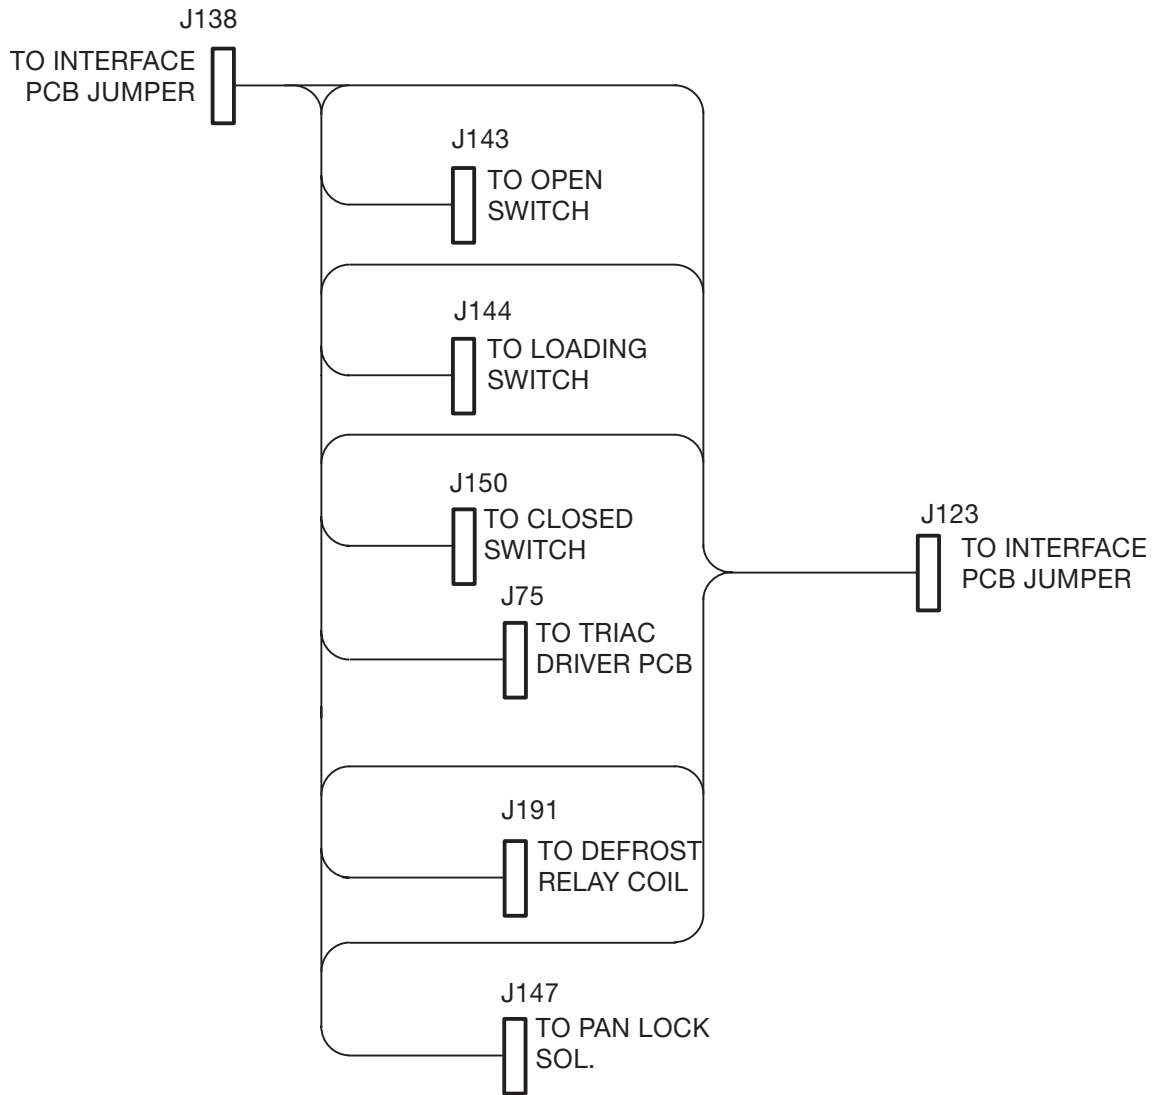 J138
TO INTERFACE
PCB JUMPER
J143
TO OPEN
SWITCH
J144
TO LOADING
SWITCH
J150
TO CLOSED
SWITCH
J123
TO INTERFACE
PCB JUMPER
J75
TO TRIAC
DRIVER PCB
J191
TO DEFROST
RELAY COIL
J147
TO PAN LOCK
SOL.